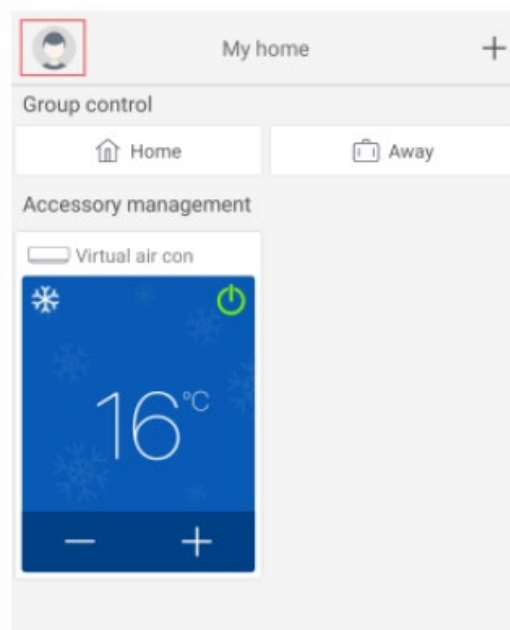 My home
Group control
Home Away
Accessory management
Virtual air con
16°C